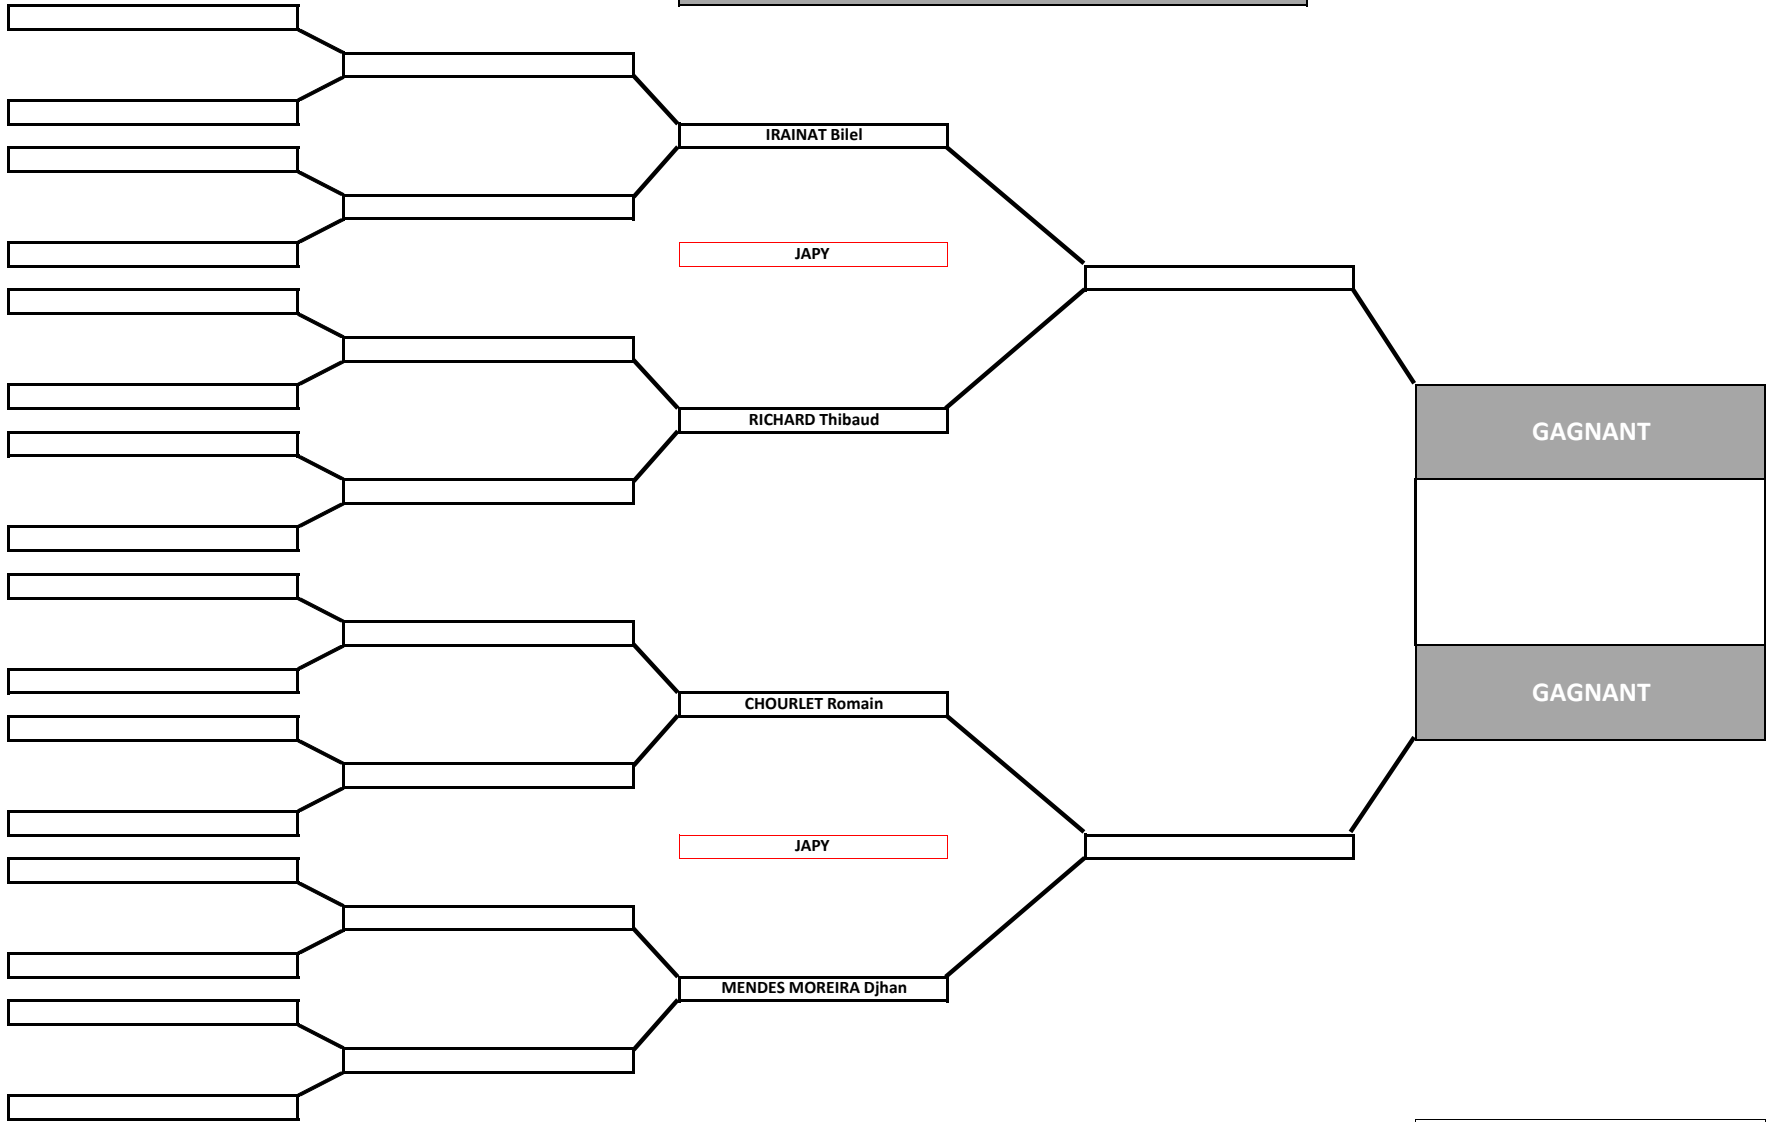 IRAINAT Bilel
JAPY
RICHARD Thibaud
GAGNANT
CHOURLET Romain
GAGNANT
JAPY
MENDES MOREIRA Djhan